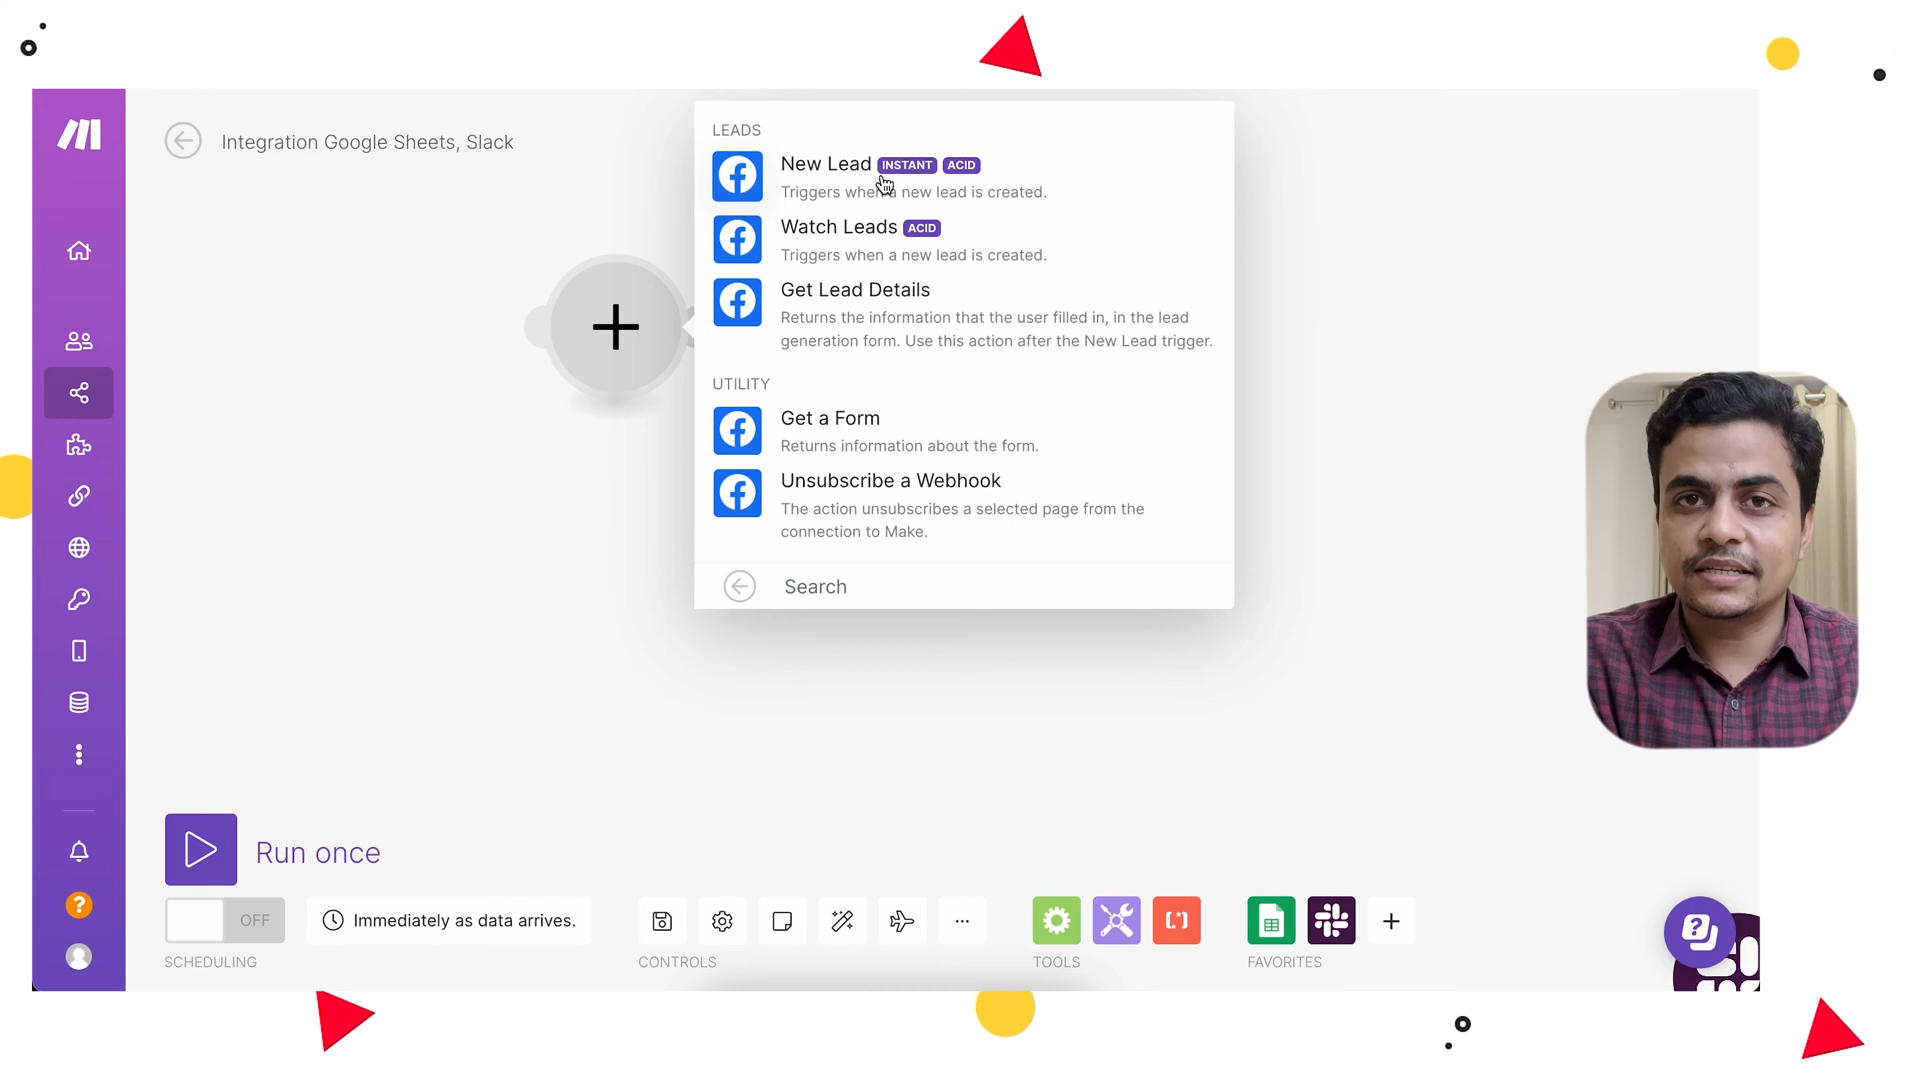 Integration Google Sheets, Slack
LEADS
New Lead INSTANT ACID
Triggers when a new lead is created.
Watch Leads ACID
Triggers when a new lead is created.
Get Lead Details
Returns the information that the user filled in, in the lead
generation form. Use this action after the New Lead trigger.
UTILITY
Get a Form
Returns information about the form.
Unsubscribe a Webhook
The action unsubscribes a selected page from the
connection to Make.
Search
Run once
OFF
Immediately as data arrives.
SCHEDULING
CONTROLS
TOOLS
FAVORITES